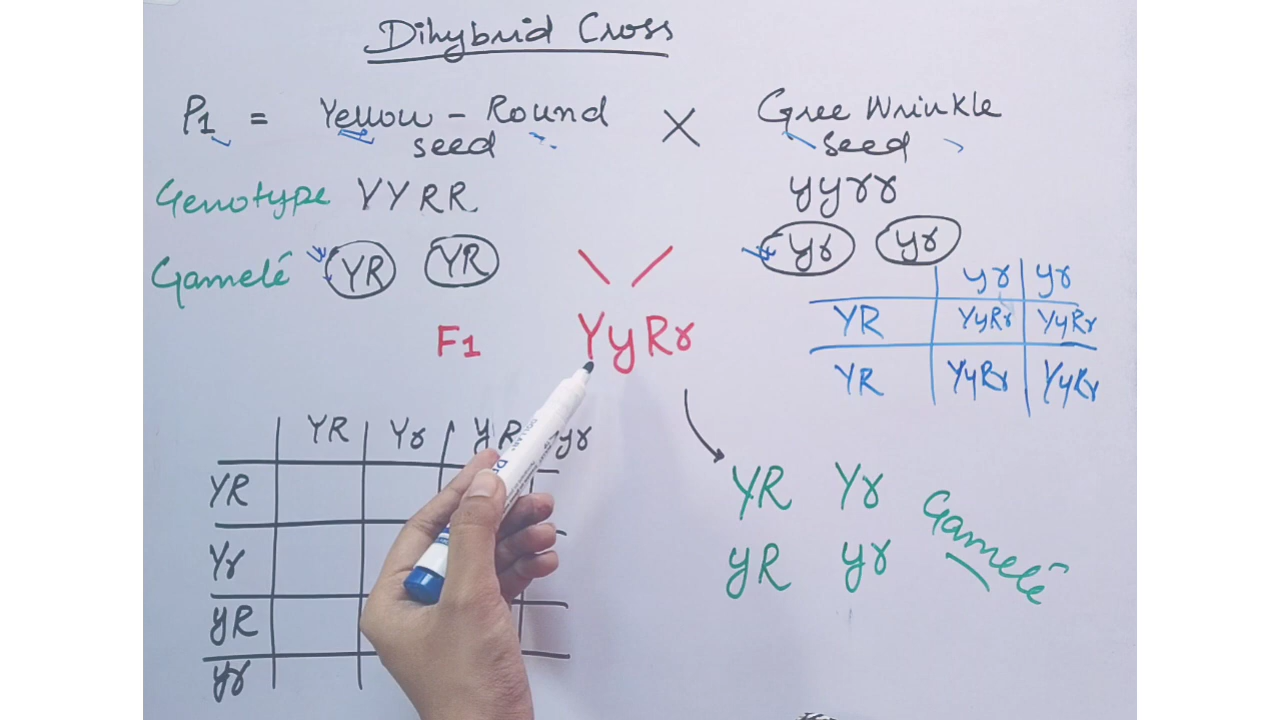 Dihybrid Cross
P1 = Yellow - Round seed X Gree Wrinkle seed
Genotype YYRR yyrr
Gamete YR YR yr yr
yr yr
YR YyRr YyRr
YR YyRr YyRr
F1 YyRr
YR Yr yR yr
YR
Yr
yR
yr
YR Yr
yR yr
Gamete